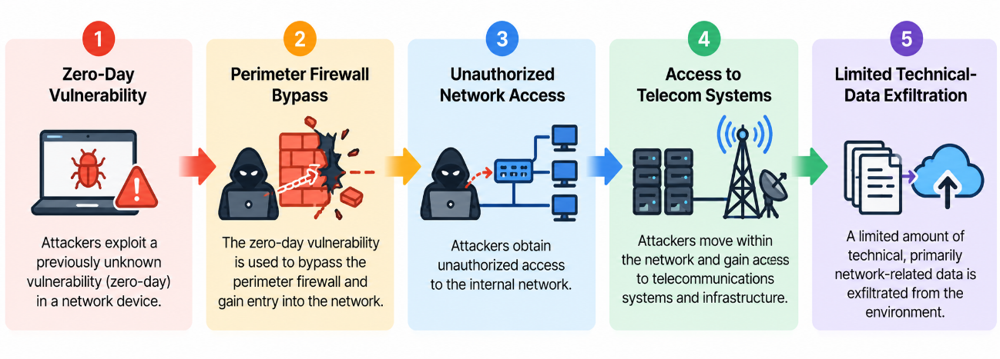 1
Zero-Day
Vulnerability
Attackers exploit a
previously unknown
vulnerability (zero-day)
in a network device.
2
Perimeter Firewall
Bypass
The zero-day vulnerability
is used to bypass the
perimeter firewall and
gain entry into the network.
3
Unauthorized
Network Access
Attackers obtain
unauthorized access
to the internal network.
4
Access to
Telecom Systems
Attackers move within
the network and gain access
to telecommunications
systems and infrastructure.
5
Limited Technical-
Data Exfiltration
A limited amount of
technical, primarily
network-related data is
exfiltrated from the
environment.